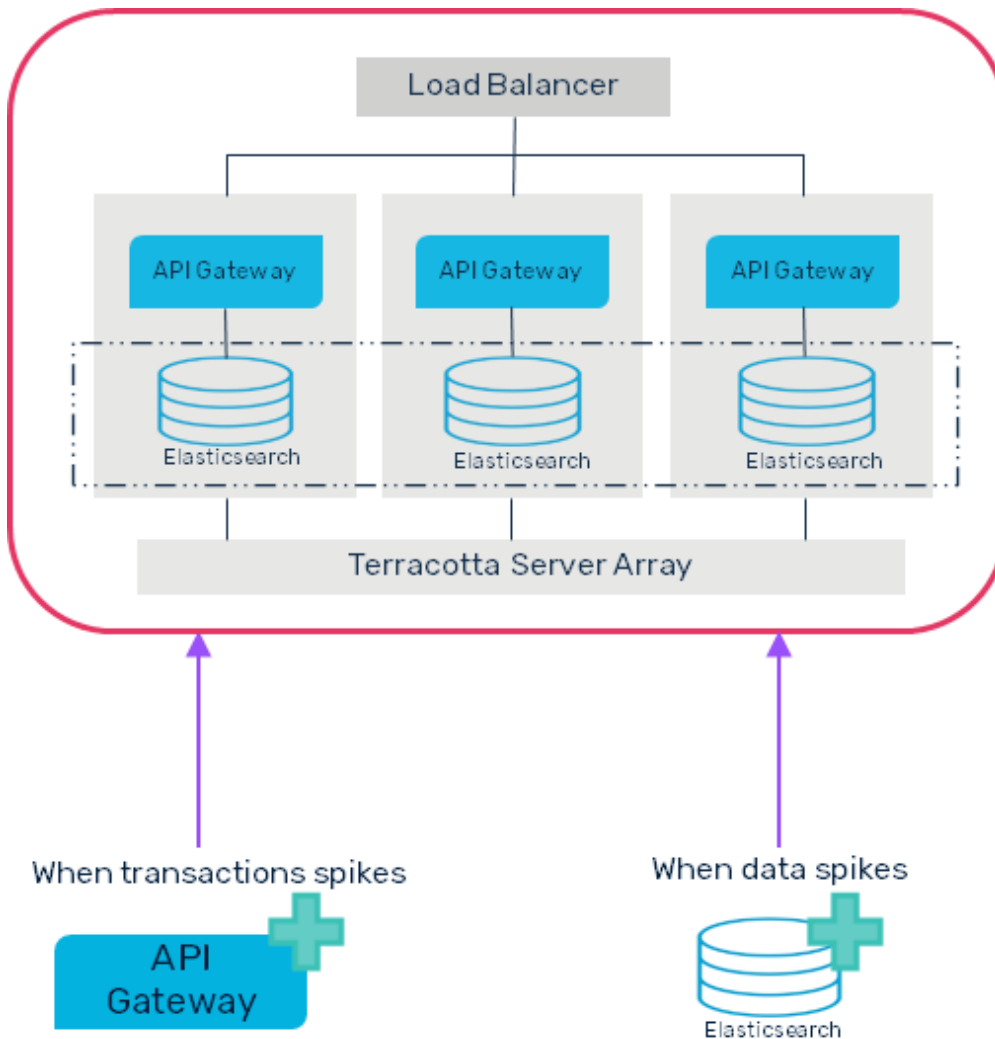 Load Balancer
API Gateway
API Gateway
API Gateway
Elasticsearch
Elasticsearch
Elasticsearch
Terracotta Server Array
When transactions spikes
When data spikes
API
Gateway
Elasticsearch